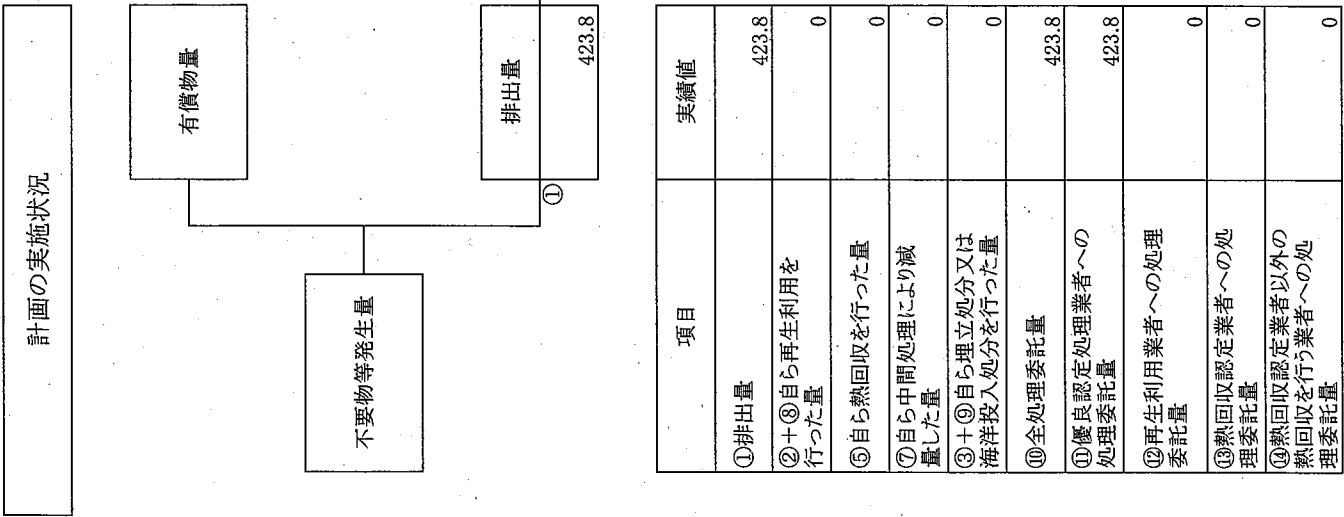 計画の実施状況
有償物量
不要物等発生量
排出量
①
423.8
項目
実績値
①排出量
423.8
②+⑧自ら再生利用を
行った量
0
⑤自ら熱回収を行った量
0
⑦自ら中間処理により減
量した量
0
③+⑨自ら埋立処分又は
海洋投入処分を行った量
0
⑩全処理委託量
423.8
⑪優良認定処理業者への
処理委託量
423.8
⑫再生利用業者への処理
委託量
0
⑬熱回収認定業者への処
理委託量
0
⑭熱回収認定業者以外の
熱回収を行う業者への処
理委託量
0